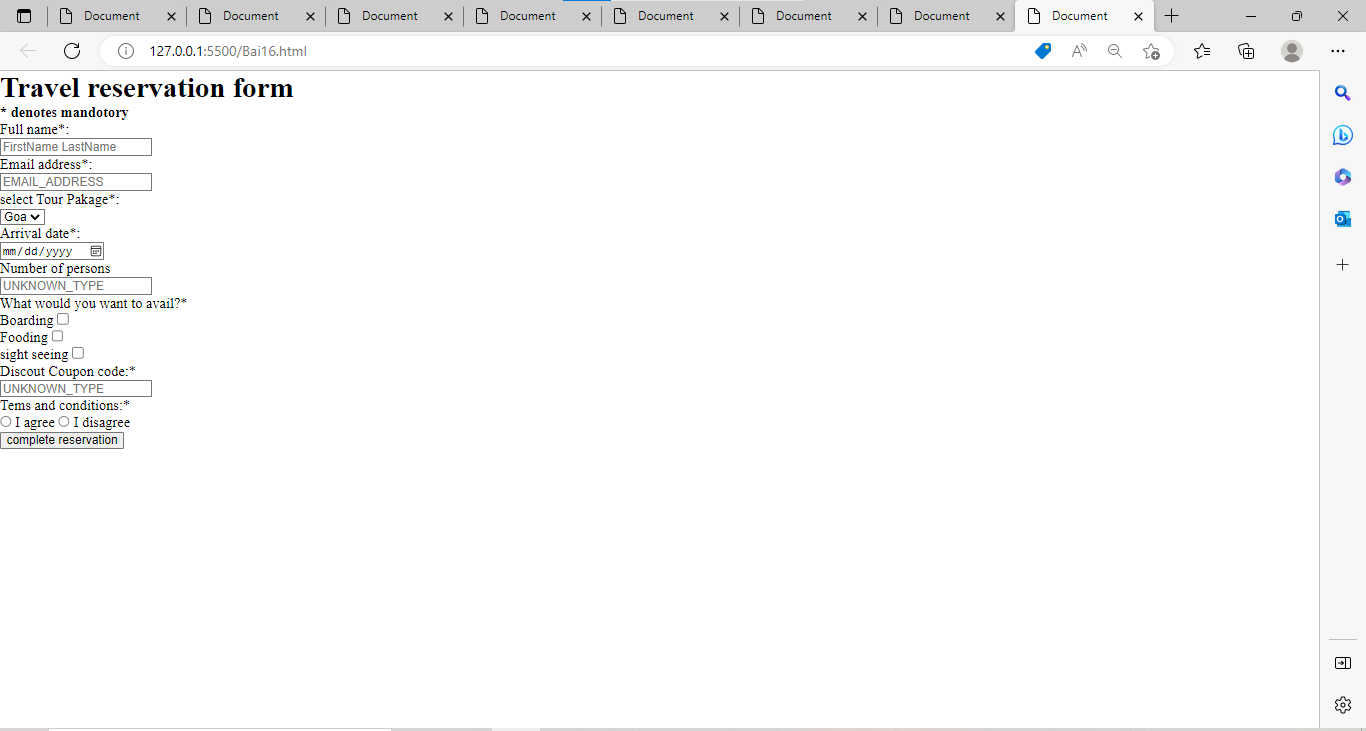 Document Document Document Document Document Document Document Document
127.0.0.1:5500/Bai16.html
Travel reservation form
* denotes mandotory
Full name*:
FirstName LastName
Email address*:
EMAIL_ADDRESS
select Tour Pakage*:
Goa
Arrival date*:
mm/dd/yyyy
Number of persons
UNKNOWN_TYPE
What would you want to avail?*
Boarding
Fooding
sight seeing
Discout Coupon code:*
UNKNOWN_TYPE
Tems and conditions:*
I agree I disagree
complete reservation